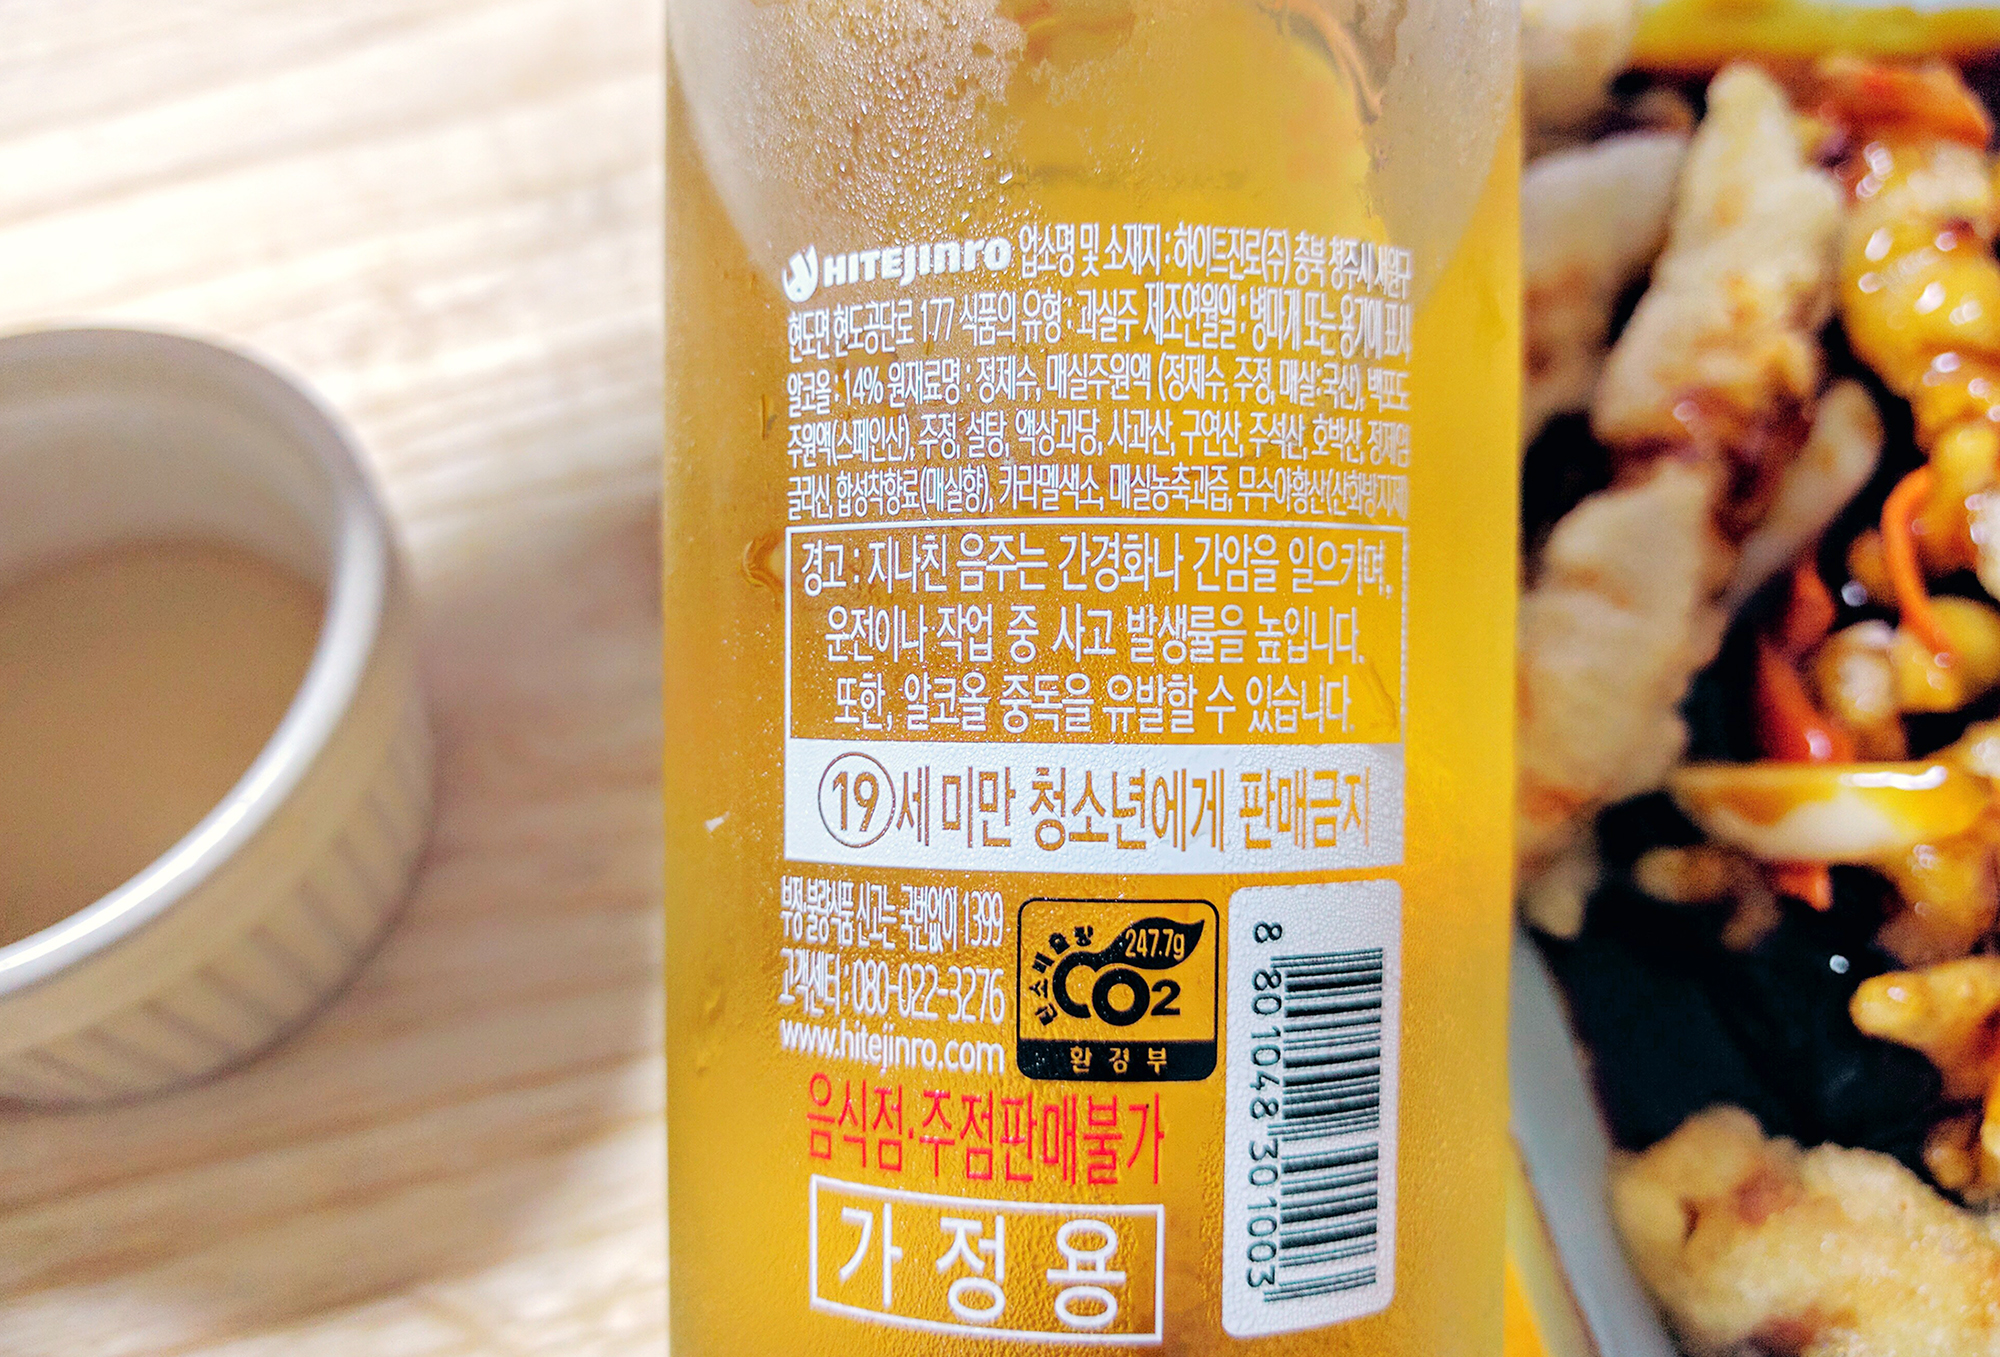 HITEJINRO 업소명 및 소재지 : 하이트진로(주) 충북 청주시 서원구
현도면 현도공단로 177 식품의 유형 : 과실주 제조연월일 : 병마개 또는 용기에 표시
알코올 : 14% 원재료명 : 정제수, 매실주원액 (정제수, 주정, 매실:국산), 백포도
주원액(스페인산), 주정, 설탕, 액상과당, 사과산, 구연산, 주석산, 호박산, 정제염
글리신, 합성착향료(매실향), 카라멜색소, 매실농축과즙, 무수아황산(산화방지제)
경고 : 지나친 음주는 간경화나 간암을 일으키며,
운전이나 작업 중 사고 발생률을 높입니다.
또한, 알코올 중독을 유발할 수 있습니다.
19세 미만 청소년에게 판매금지
부정·불량식품 신고는 국번없이 1399
고객센터 : 080-022-3276
www.hitejinro.com
탄소배출량
247.7g
CO2
환경부
8 801048 301003
음식점·주점판매불가
가정용